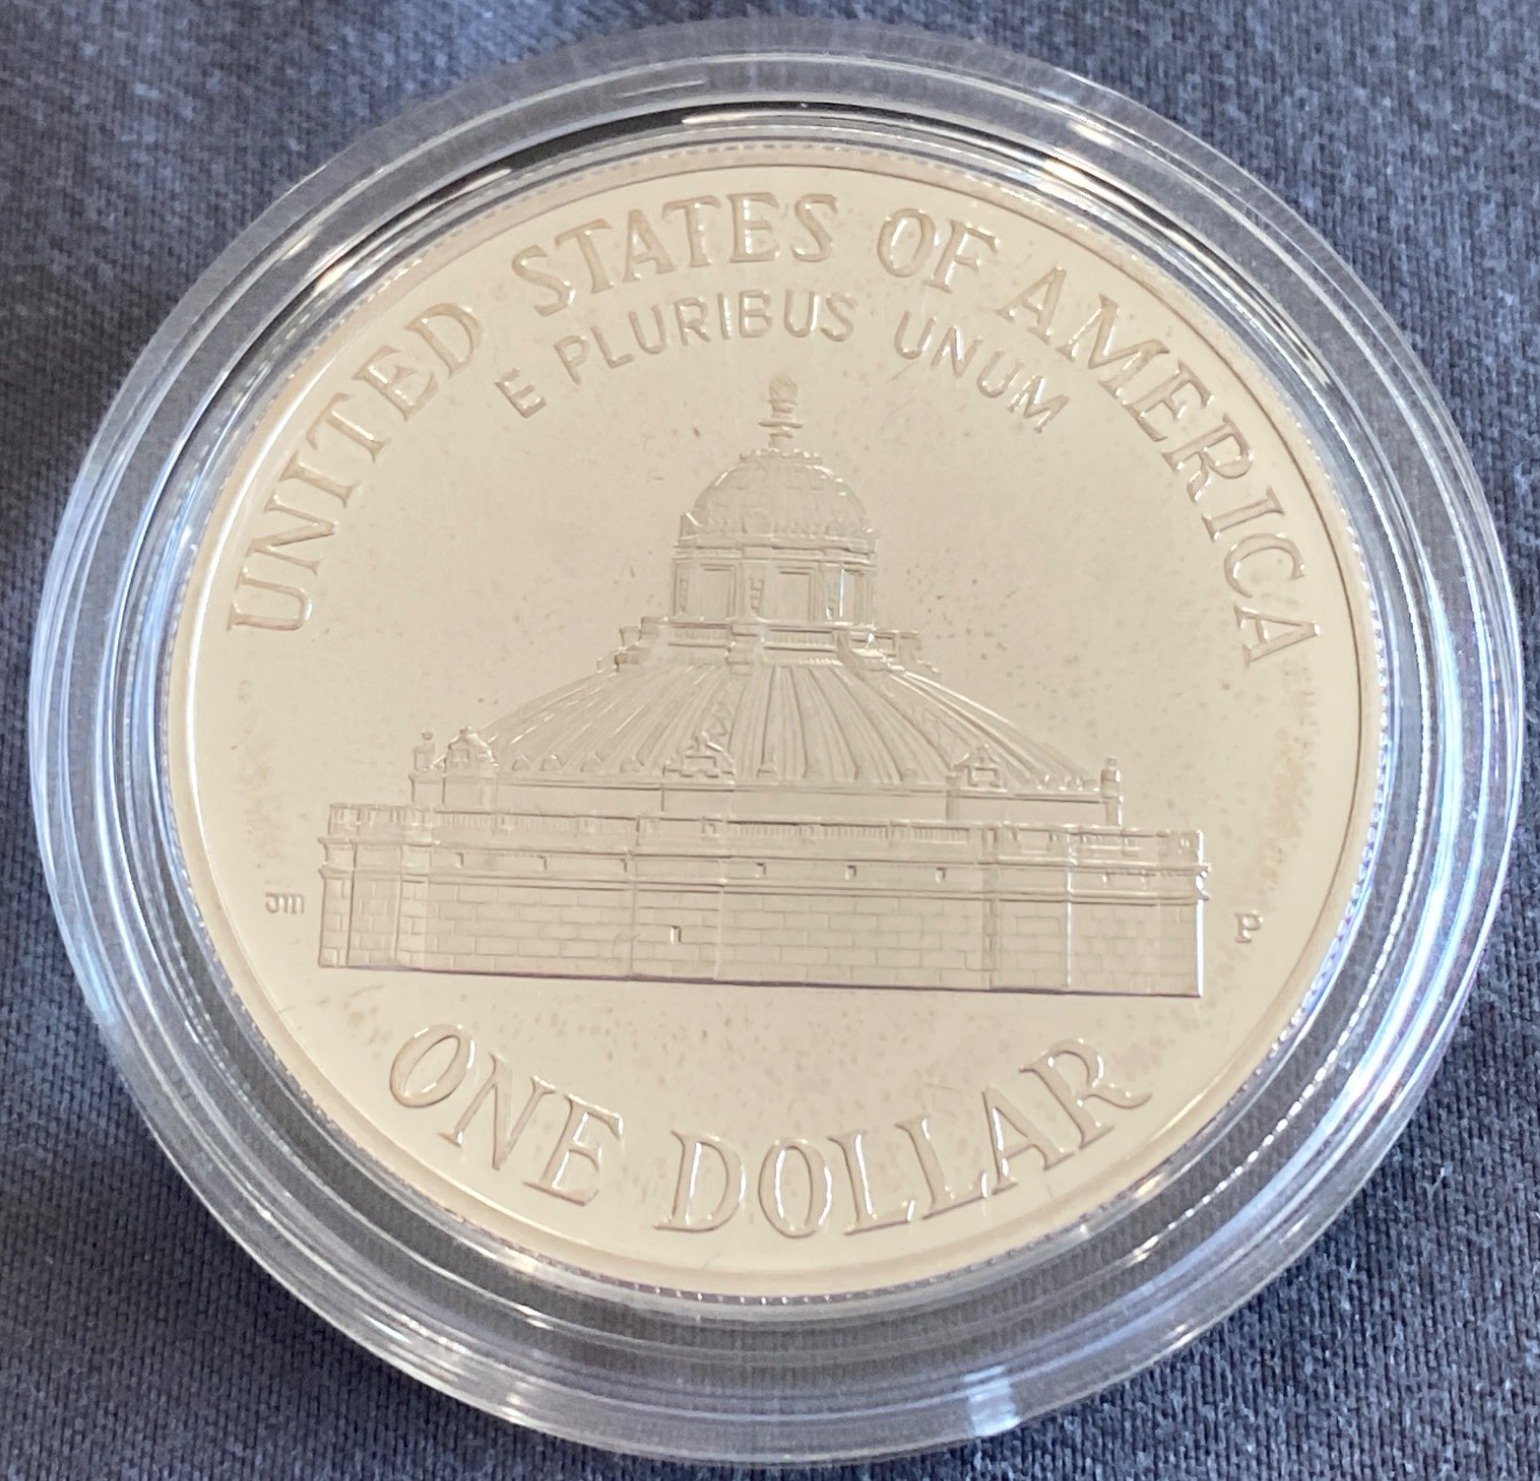 UNITED STATES OF AMERICA
E PLURIBUS UNUM
JM
P
ONE DOLLAR